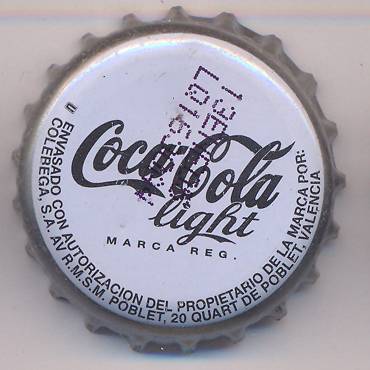 Coca-Cola
light
MARCA REG.
U ENVASADO CON AUTORIZACION DEL PROPIETARIO DE LA MARCA POR:
COLEBEGA, S.A. AV R.M.S.M. POBLET, 20 QUART DE POBLET, VALENCIA